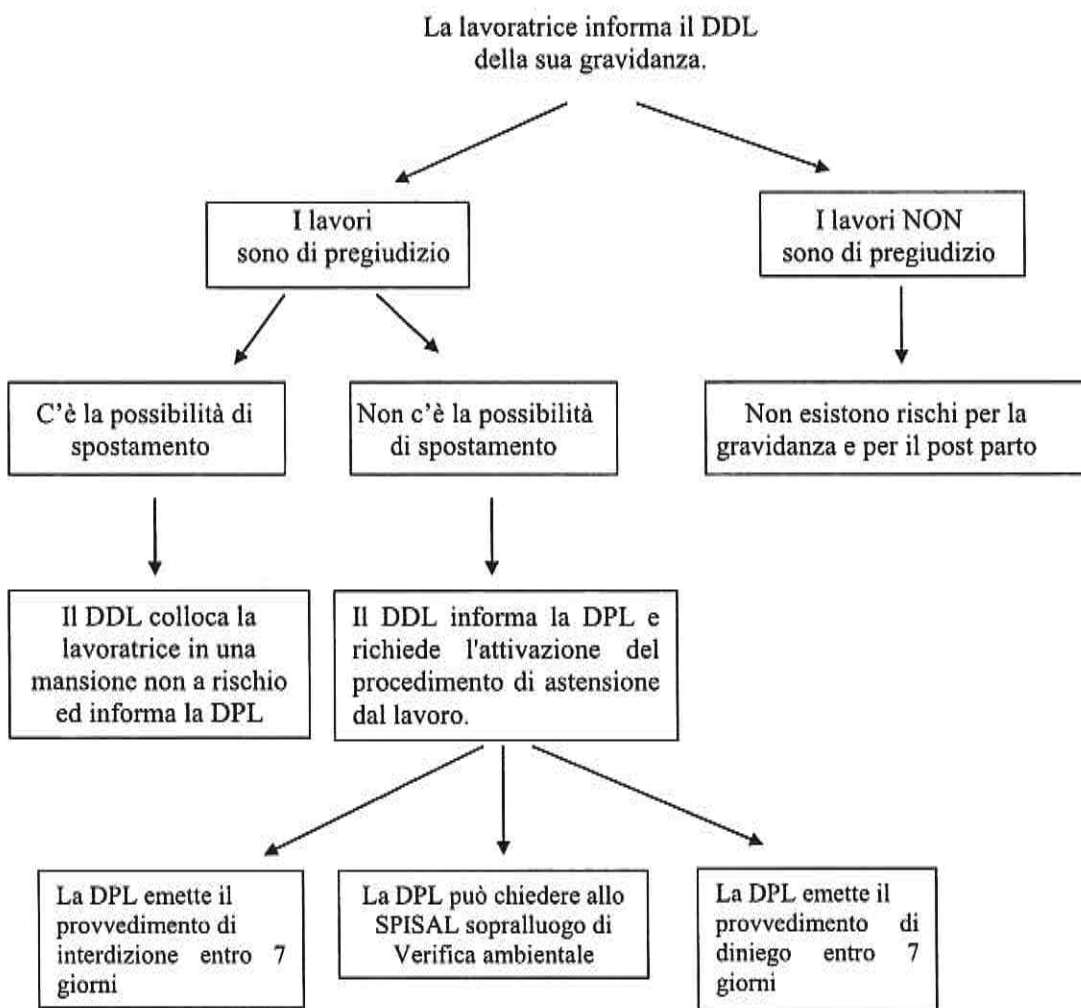 La lavoratrice informa il DDL
della sua gravidanza.
I lavori
sono di pregiudizio
I lavori NON
sono di pregiudizio
C'è la possibilità di
spostamento
Non c'è la possibilità
di spostamento
Non esistono rischi per la
gravidanza e per il post parto
Il DDL colloca la
lavoratrice in una
mansione non a rischio
ed informa la DPL
Il DDL informa la DPL e
richiede l'attivazione del
procedimento di astensione
dal lavoro.
La DPL emette il
provvedimento di
interdizione entro 7
giorni
La DPL può chiedere allo
SPISAL sopralluogo di
Verifica ambientale
La DPL emette il
provvedimento di
diniego entro 7
giorni